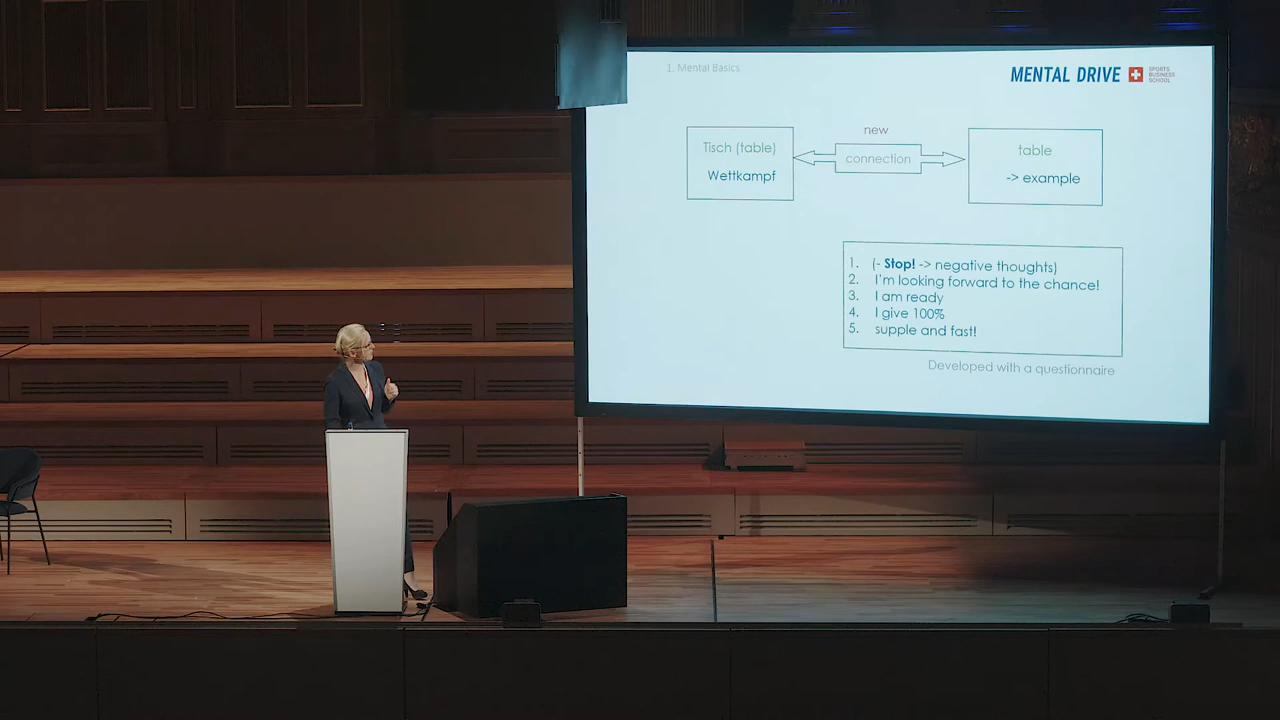 1. Mental Basics
MENTAL DRIVE
SPORTS
BUSINESS
SCHOOL
new
Tisch (table)
Wettkampf
connection
table
-> example
1. (- Stop! -> negative thoughts)
2. I'm looking forward to the chance!
3. I am ready
4. I give 100%
5. supple and fast!
Developed with a questionnaire